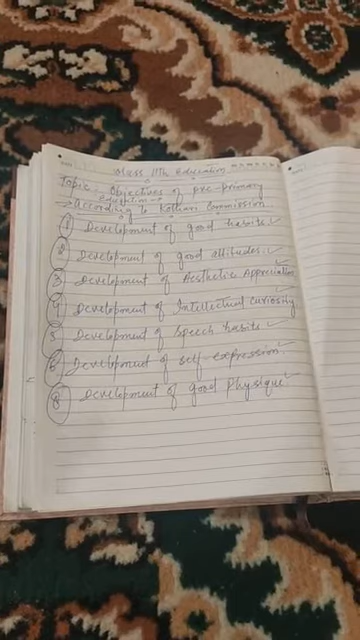 Class 11th Education
Topic - Objectives of pre-primary
education →
→ according to Kothari Commission
① Development of good habits ✓
② Development of good attitudes. ✓
③ Development of Aesthetics Appreciation ✓
④ Development of Intellectual curiosity ✓
⑤ Development of speech habits ✓
⑥ Development of self-expression. ✓
⑧ Development of good Physique ✓